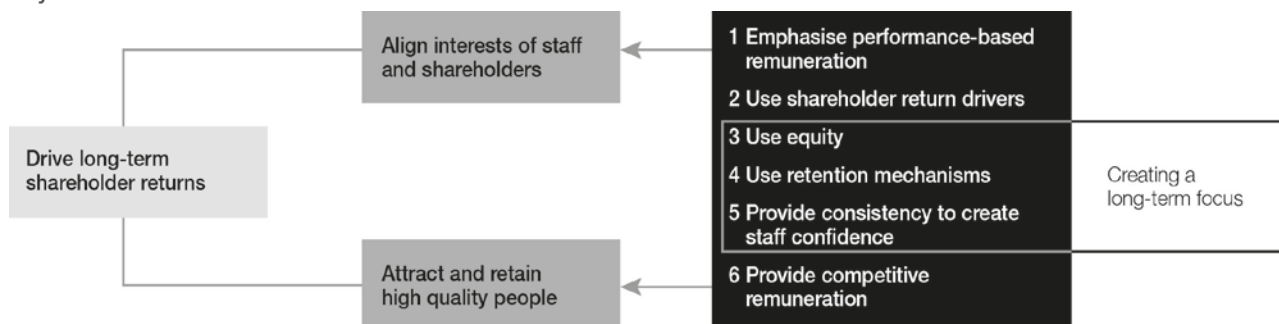 Align interests of staff
and shareholders
Drive long-term
shareholder returns
Attract and retain
high quality people
1 Emphasise performance-based
remuneration
2 Use shareholder return drivers
3 Use equity
4 Use retention mechanisms
5 Provide consistency to create
staff confidence
6 Provide competitive
remuneration
Creating a
long-term focus